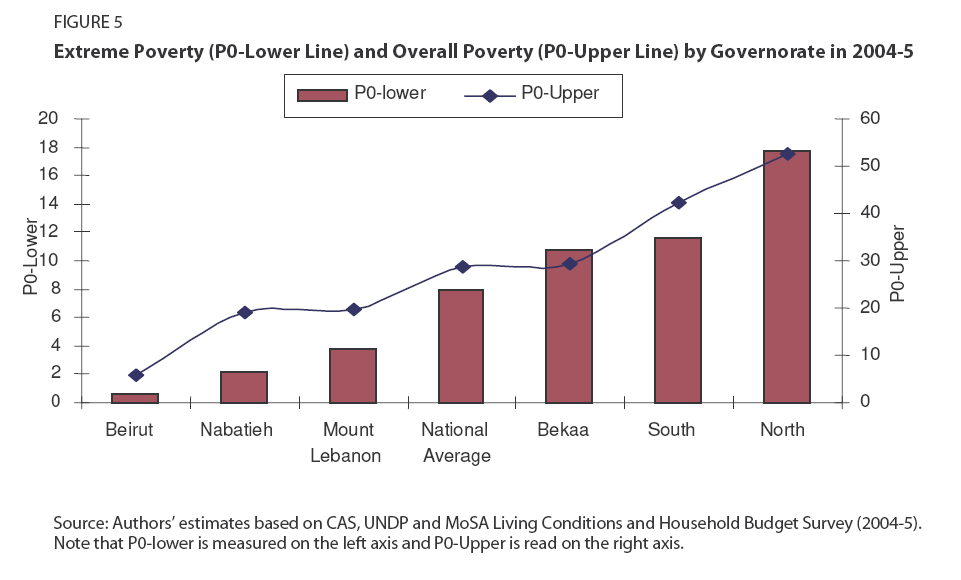 FIGURE 5
Extreme Poverty (P0-Lower Line) and Overall Poverty (P0-Upper Line) by Governorate in 2004-5
P0-lower P0-Upper
20 60
18
16 50
14 40
12
10 30
8
6 20
4 10
2
0 0
P0-Lower
P0-Upper
Beirut Nabatieh Mount National Bekaa South North
Lebanon Average
Source: Authors’ estimates based on CAS, UNDP and MoSA Living Conditions and Household Budget Survey (2004-5).
Note that P0-lower is measured on the left axis and P0-Upper is read on the right axis.